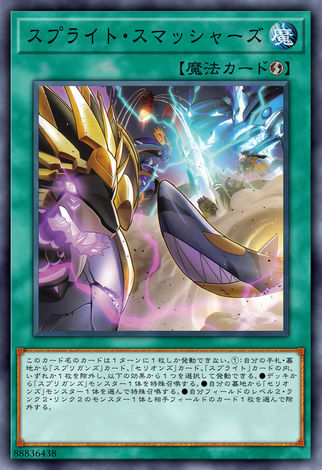 スプライト・スマッシャーズ
魔
【魔法カード】
このカード名のカードは1ターンに1枚しか発動できない。①:自分の手札・墓
地から「スプリガンズ」カード、「セリオンズ」カード、「スプライト」カードの内、
いずれか1枚を除外し、以下の効果から1つを選択して発動できる。●デッキ
から「スプリガンズ」モンスター1体を特殊召喚する。●自分の墓地から「セリオ
ンズ」モンスター1体を選んで特殊召喚する。●自分フィールドのレベル2・ラ
ンク2・リンク2のモンスター1体と相手フィールドのカード1枚を選んで除
外する。
88836438